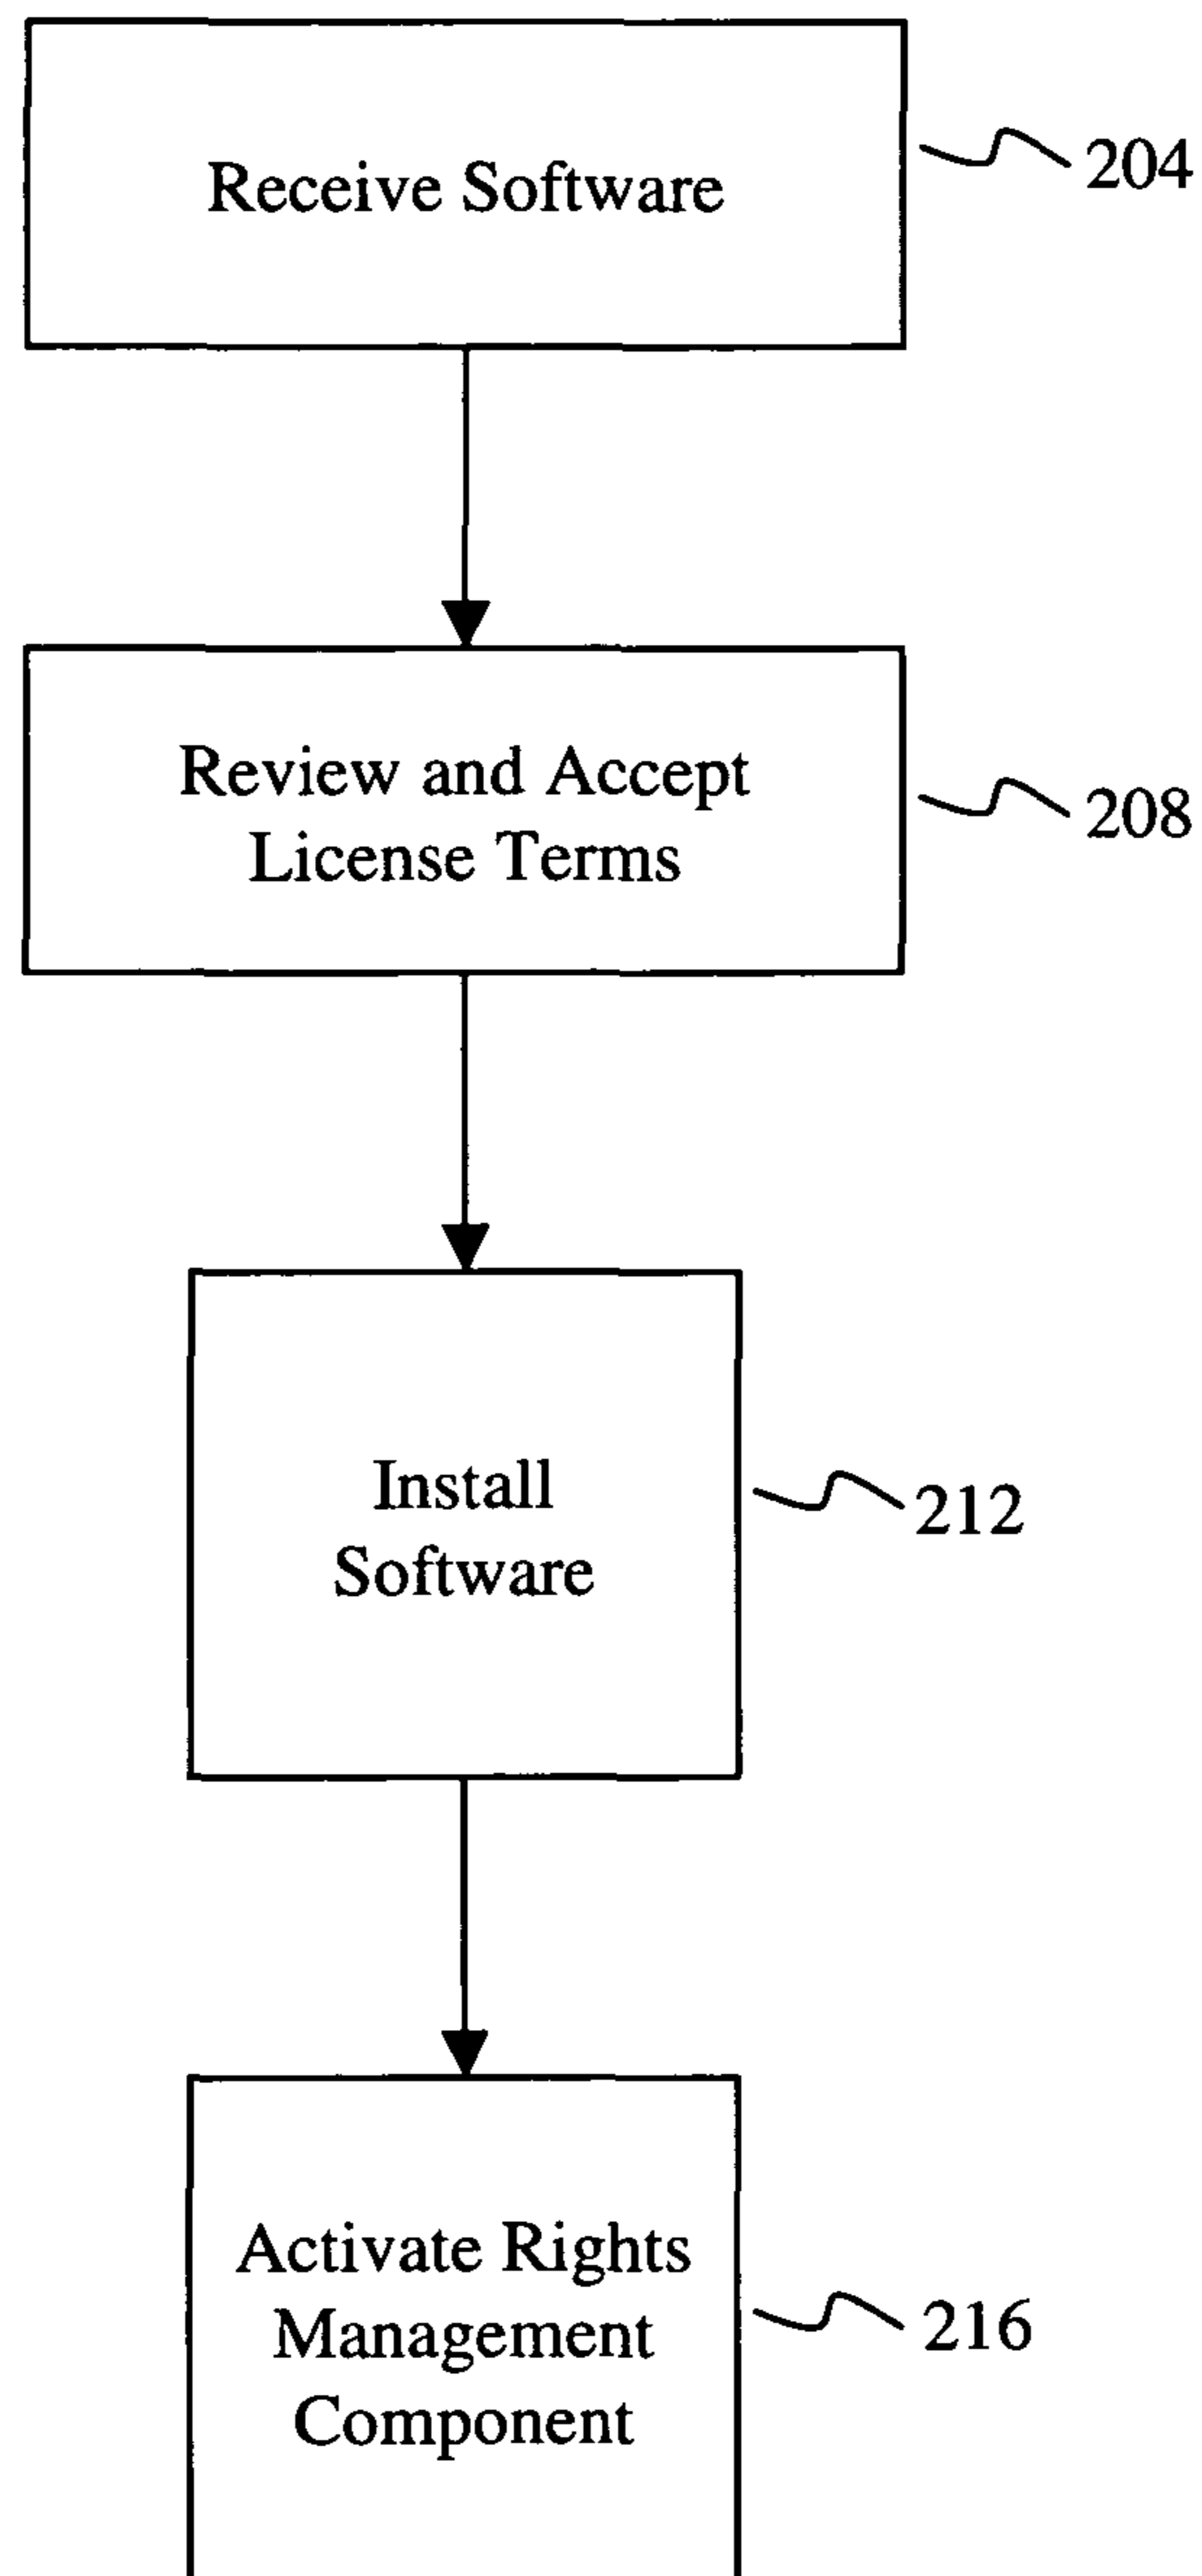 Receive Software
204
Review and Accept
License Terms
208
Install
Software
212
Activate Rights
Management
Component
216